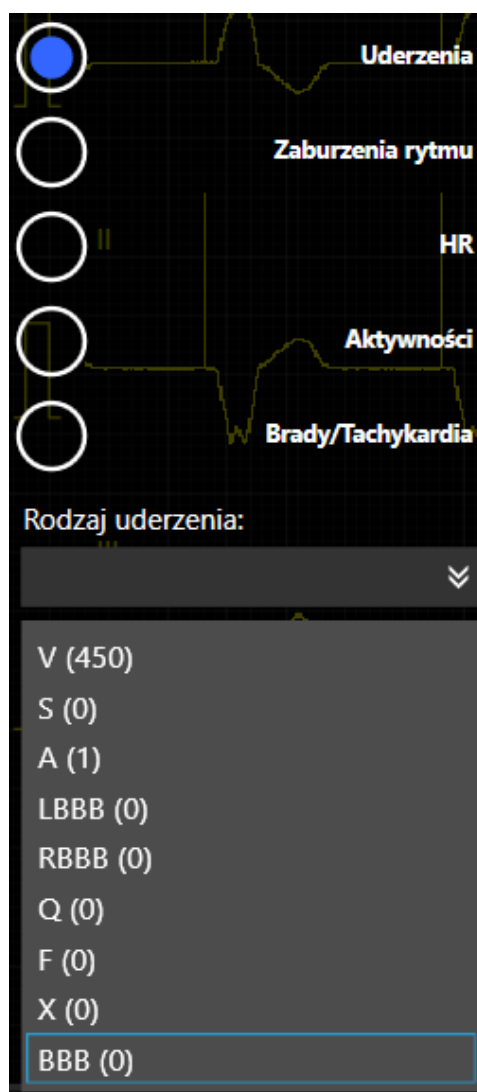 Uderzenia
Zaburzenia rytmu
II
HR
Aktywności
Brady/Tachykardia
Rodzaj uderzenia:
V (450)
S (0)
A (1)
LBBB (0)
RBBB (0)
Q (0)
F (0)
X (0)
BBB (0)